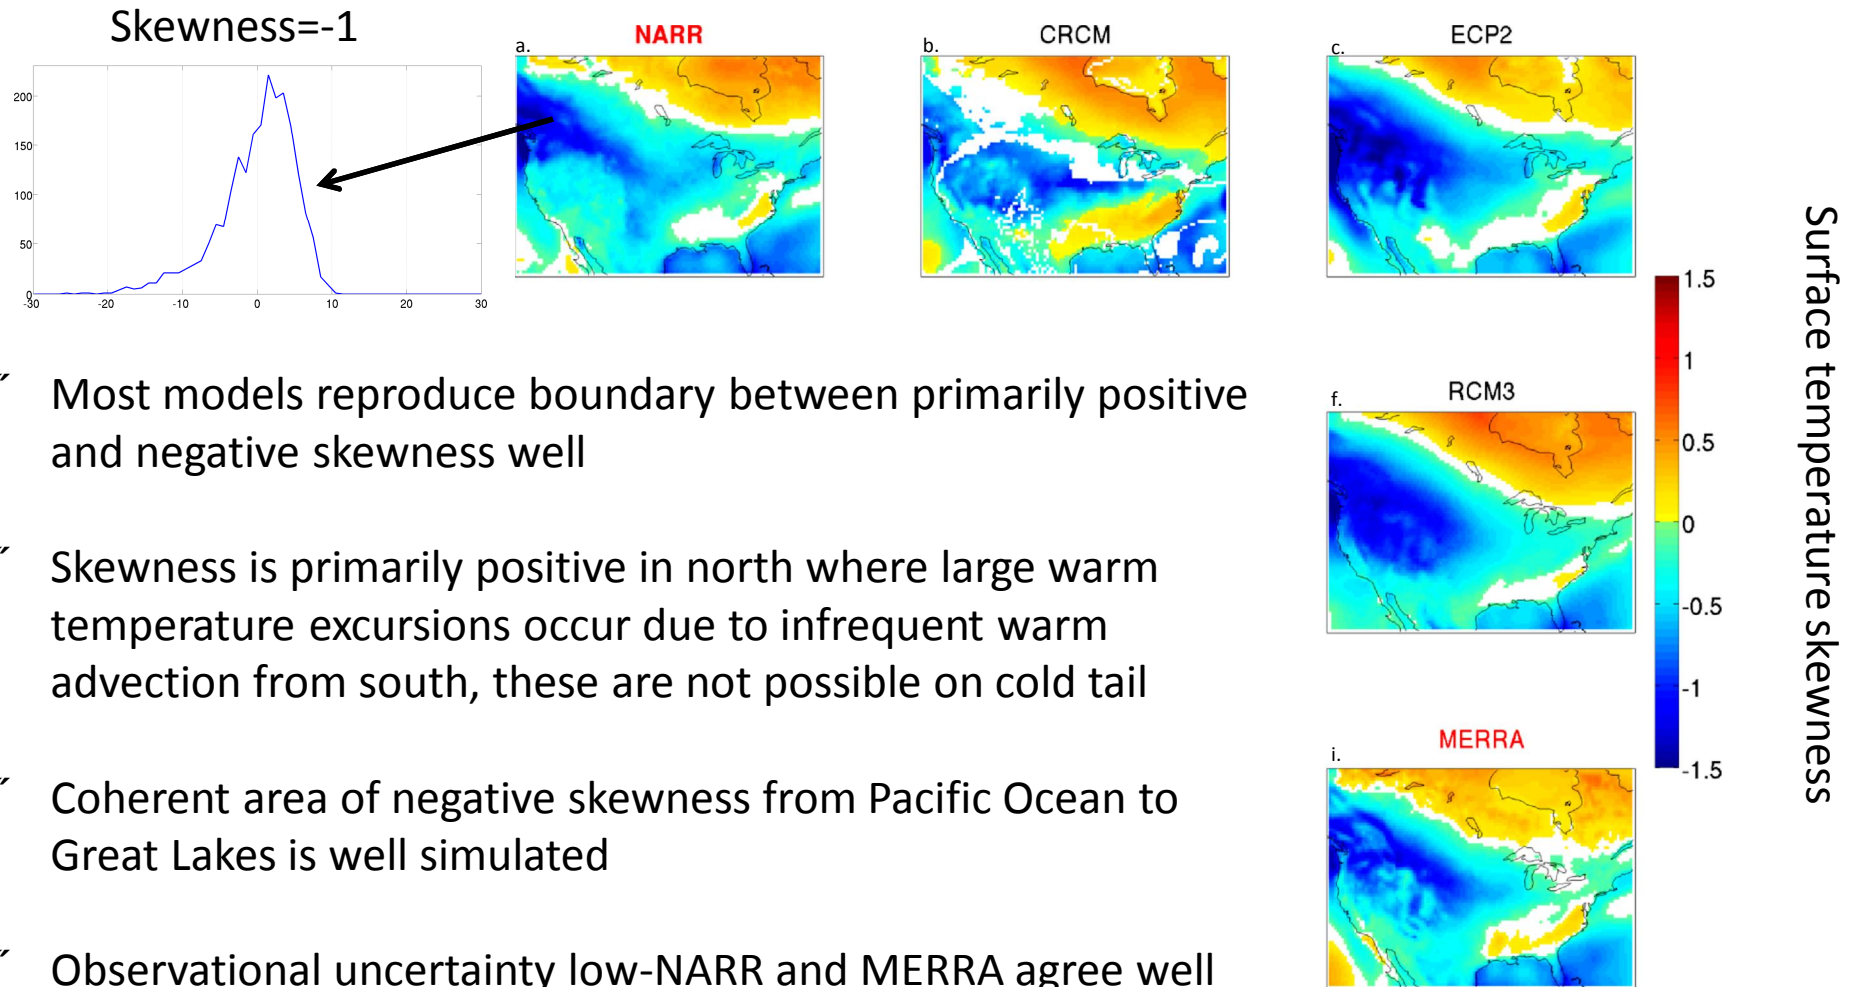 Skewness=-1
200
150
100
50
0
-30 -20 -10 0 10 20 30
a. NARR
b. CRCM
c. ECP2
˝ Most models reproduce boundary between primarily positive
and negative skewness well
˝ Skewness is primarily positive in north where large warm
temperature excursions occur due to infrequent warm
advection from south, these are not possible on cold tail
˝ Coherent area of negative skewness from Pacific Ocean to
Great Lakes is well simulated
˝ Observational uncertainty low-NARR and MERRA agree well
f. RCM3
i. MERRA
1.5
1
0.5
0
-0.5
-1
-1.5
Surface temperature skewness